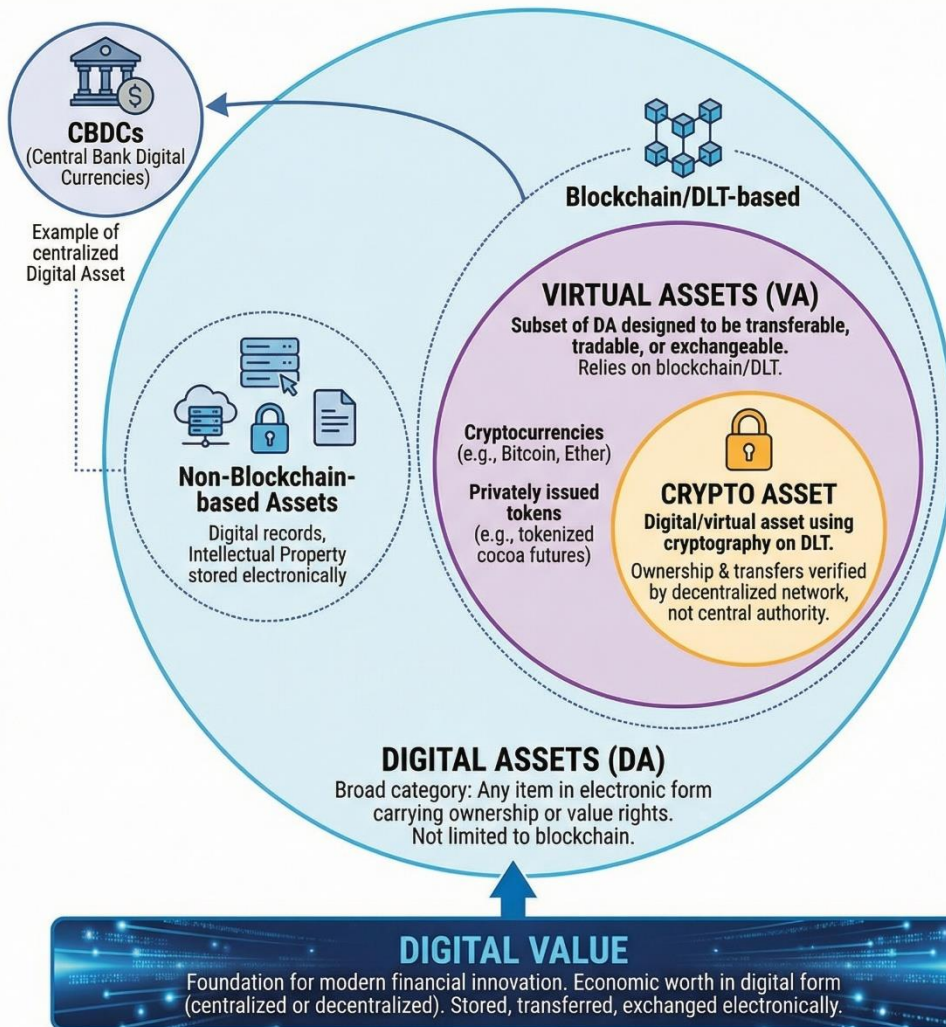 $
CBDCs
(Central Bank Digital
Currencies)
Example of
centralized
Digital Asset
Blockchain/DLT-based
VIRTUAL ASSETS (VA)
Subset of DA designed to be transferable,
tradable, or exchangeable.
Relies on blockchain/DLT.
Non-Blockchain-
based Assets
Digital records,
Intellectual Property
stored electronically
Cryptocurrencies
(e.g., Bitcoin, Ether)
Privately issued
tokens
(e.g., tokenized
cocoa futures)
CRYPTO ASSET
Digital/virtual asset using
cryptography on DLT.
Ownership & transfers verified
by decentralized network,
not central authority.
DIGITAL ASSETS (DA)
Broad category: Any item in electronic form
carrying ownership or value rights.
Not limited to blockchain.
DIGITAL VALUE
Foundation for modern financial innovation. Economic worth in digital form
(centralized or decentralized). Stored, transferred, exchanged electronically.